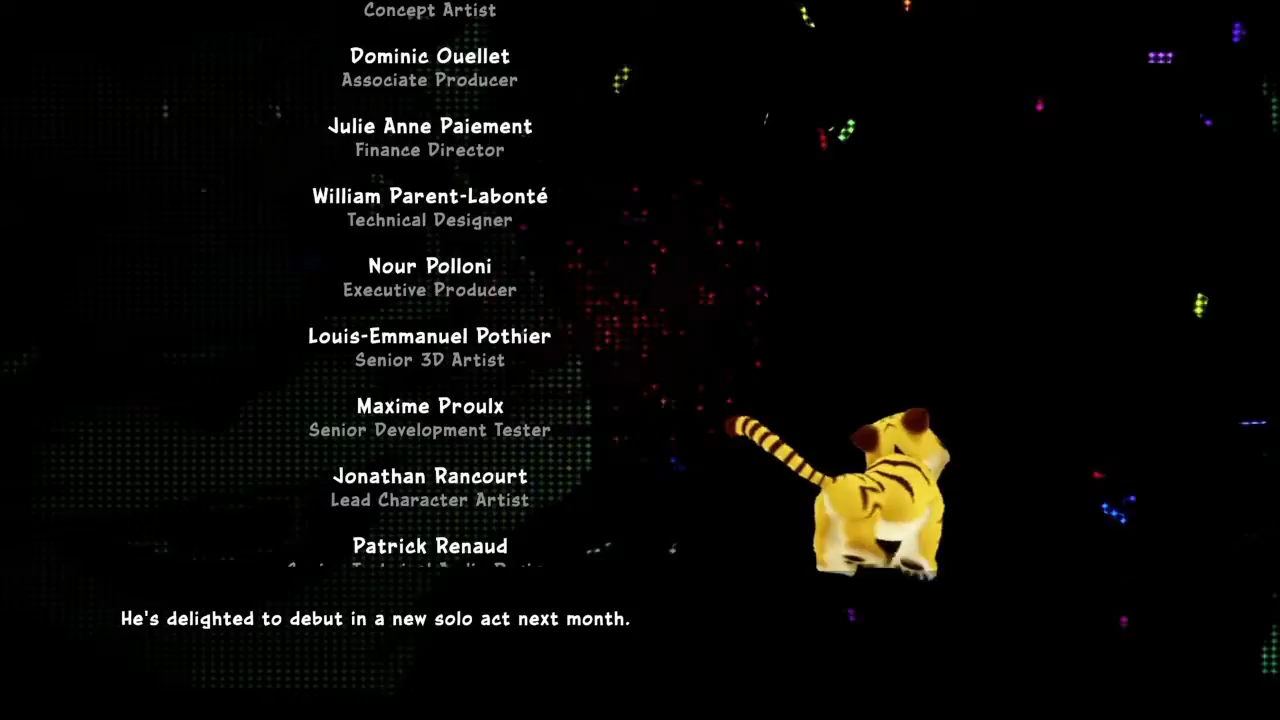 Concept Artist
Dominic Ouellet
Associate Producer
Julie Anne Paiement
Finance Director
William Parent-Labonté
Technical Designer
Nour Polloni
Executive Producer
Louis-Emmanuel Pothier
Senior 3D Artist
Maxime Proulx
Senior Development Tester
Jonathan Rancourt
Lead Character Artist
Patrick Renaud
He's delighted to debut in a new solo act next month.